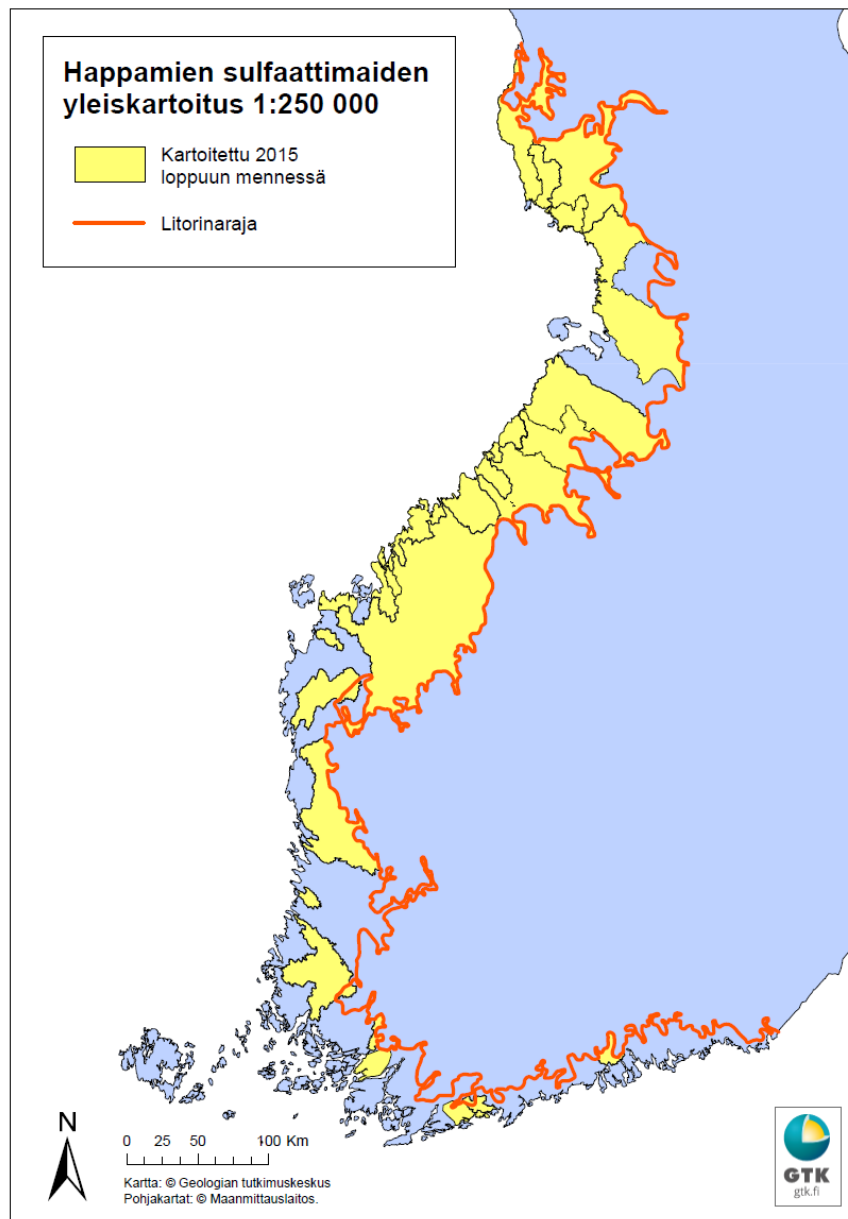 Happamien sulfaattimaiden
yleiskartoitus 1:250 000
Kartoitettu 2015
loppuun mennessä
Litorinaraja
N
0 25 50 100 Km
Kartta: © Geologian tutkimuskeskus
Pohjakartat: © Maanmittauslaitos.
GTK
gtk.fi